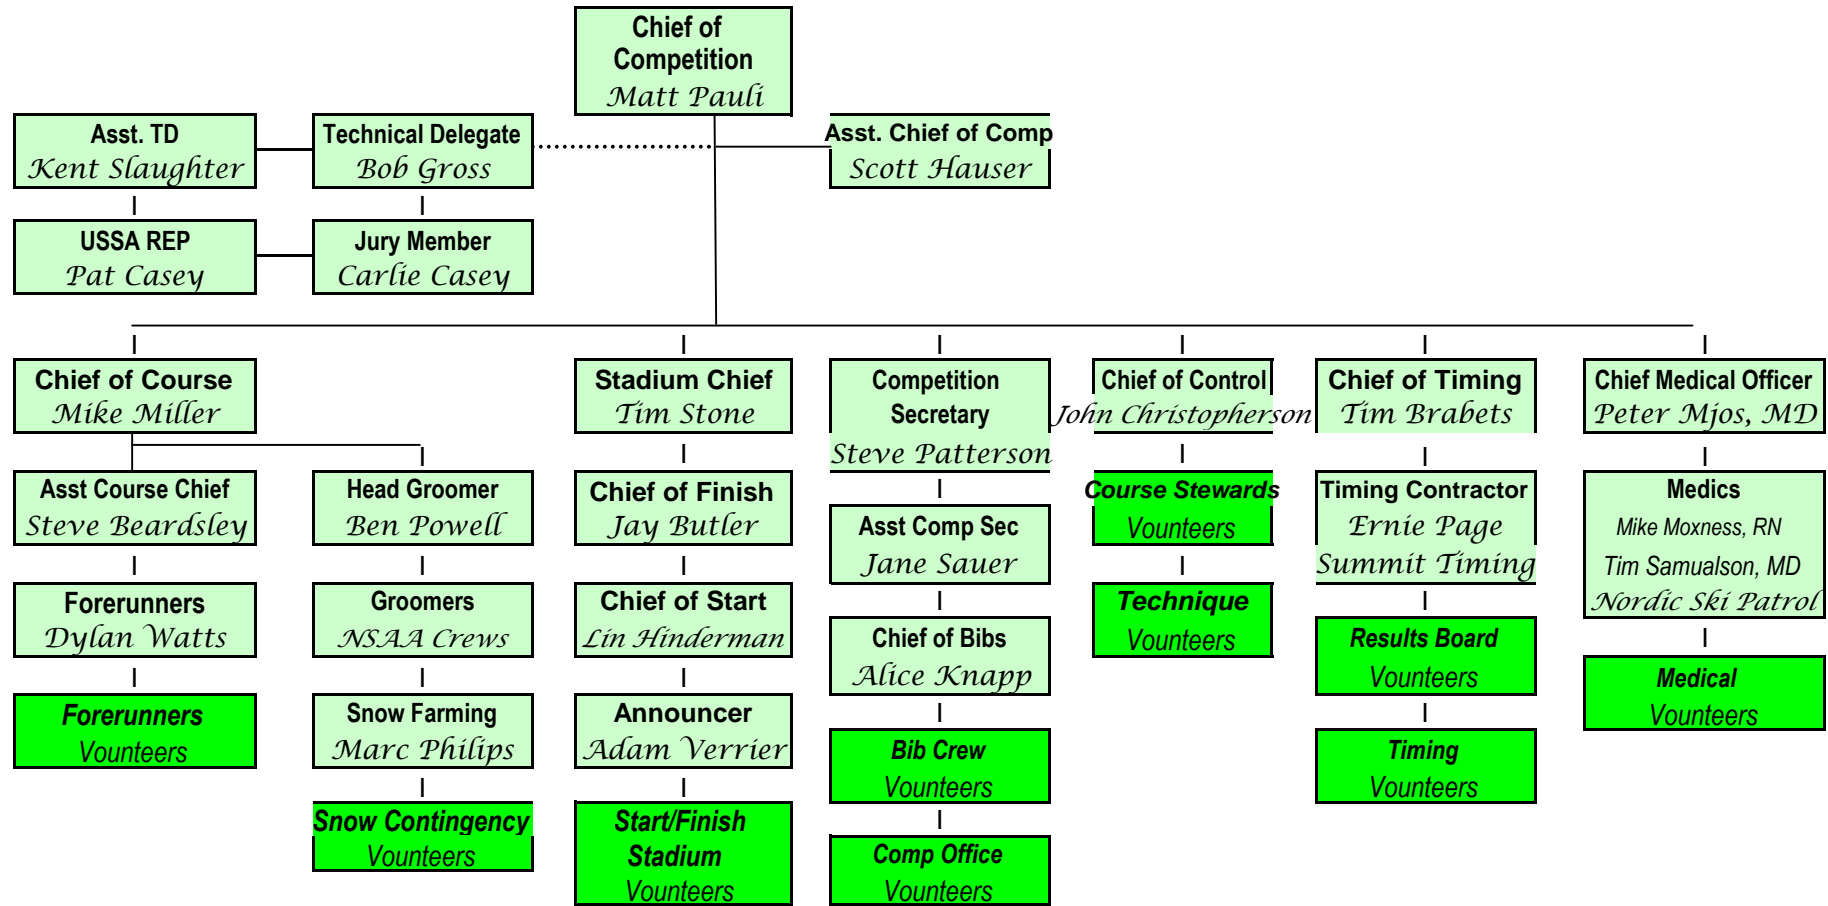 Chief of
Competition
Matt Pauli
Asst. TD
Kent Slaughter
Technical Delegate
Bob Gross
Asst. Chief of Comp
Scott Hauser
USSA REP
Pat Casey
Jury Member
Carlie Casey
Chief of Course
Mike Miller
Stadium Chief
Tim Stone
Competition
Secretary
Steve Patterson
Chief of Control
John Christopherson
Chief of Timing
Tim Brabets
Chief Medical Officer
Peter Mjos, MD
Asst Course Chief
Steve Beardsley
Head Groomer
Ben Powell
Chief of Finish
Jay Butler
Asst Comp Sec
Jane Sauer
Course Stewards
Vounteers
Timing Contractor
Ernie Page
Summit Timing
Medics
Mike Moxness, RN
Tim Samualson, MD
Nordic Ski Patrol
Forerunners
Dylan Watts
Groomers
NSAA Crews
Chief of Start
Lin Hinderman
Chief of Bibs
Alice Knapp
Technique
Vounteers
Results Board
Vounteers
Medical
Vounteers
Forerunners
Vounteers
Snow Farming
Marc Philips
Announcer
Adam Verrier
Bib Crew
Vounteers
Timing
Vounteers
Snow Contingency
Vounteers
Start/Finish
Stadium
Vounteers
Comp Office
Vounteers